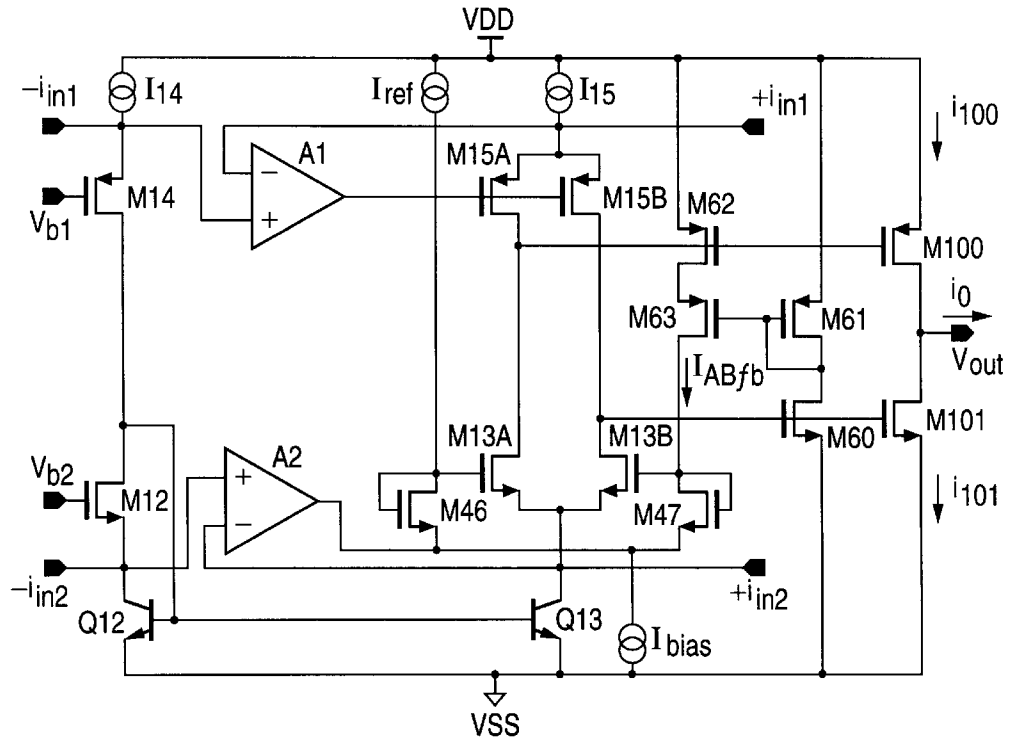 VDD
−iin1
I14
Iref
I15
+iin1
i100
A1
M15A
M14
M15B
M62
Vb1
M100
i0
M63
M61
IABfb
Vout
M13A
M13B
M60
M101
A2
Vb2
M12
M46
M47
i101
−iin2
+iin2
Q12
Q13
Ibias
VSS